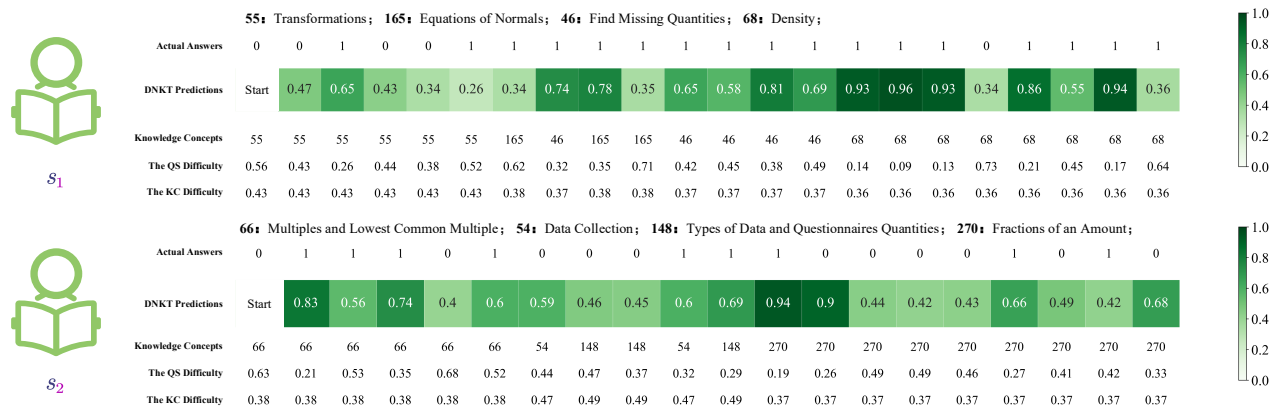 55: Transformations; 165: Equations of Normals; 46: Find Missing Quantities; 68: Density;
Actual Answers 0 0 1 0 0 1 1 1 1 1 1 1 1 1 1 1 1 0 1 1 1 1
DNKT Predictions Start 0.47 0.65 0.43 0.34 0.26 0.34 0.74 0.78 0.35 0.65 0.58 0.81 0.69 0.93 0.96 0.93 0.34 0.86 0.55 0.94 0.36
Knowledge Concepts 55 55 55 55 55 55 165 46 165 165 46 46 46 46 68 68 68 68 68 68 68 68
The QS Difficulty 0.56 0.43 0.26 0.44 0.38 0.52 0.62 0.32 0.35 0.71 0.42 0.45 0.38 0.49 0.14 0.09 0.13 0.73 0.21 0.45 0.17 0.64
The KC Difficulty 0.43 0.43 0.43 0.43 0.43 0.43 0.38 0.37 0.38 0.38 0.37 0.37 0.37 0.37 0.36 0.36 0.36 0.36 0.36 0.36 0.36 0.36
s1
1.0
0.8
0.6
0.4
0.2
0.0
66: Multiples and Lowest Common Multiple; 54: Data Collection; 148: Types of Data and Questionnaires Quantities; 270: Fractions of an Amount;
Actual Answers 0 1 1 1 0 1 0 0 0 1 1 1 0 0 0 0 1 0 1 0
DNKT Predictions Start 0.83 0.56 0.74 0.4 0.6 0.59 0.46 0.45 0.6 0.69 0.94 0.9 0.44 0.42 0.43 0.66 0.49 0.42 0.68
Knowledge Concepts 66 66 66 66 66 66 54 148 148 54 148 270 270 270 270 270 270 270 270 270
The QS Difficulty 0.63 0.21 0.53 0.35 0.68 0.52 0.44 0.47 0.37 0.32 0.29 0.19 0.26 0.49 0.49 0.46 0.27 0.41 0.42 0.33
The KC Difficulty 0.38 0.38 0.38 0.38 0.38 0.38 0.47 0.49 0.49 0.47 0.49 0.37 0.37 0.37 0.37 0.37 0.37 0.37 0.37 0.37
s2
1.0
0.8
0.6
0.4
0.2
0.0